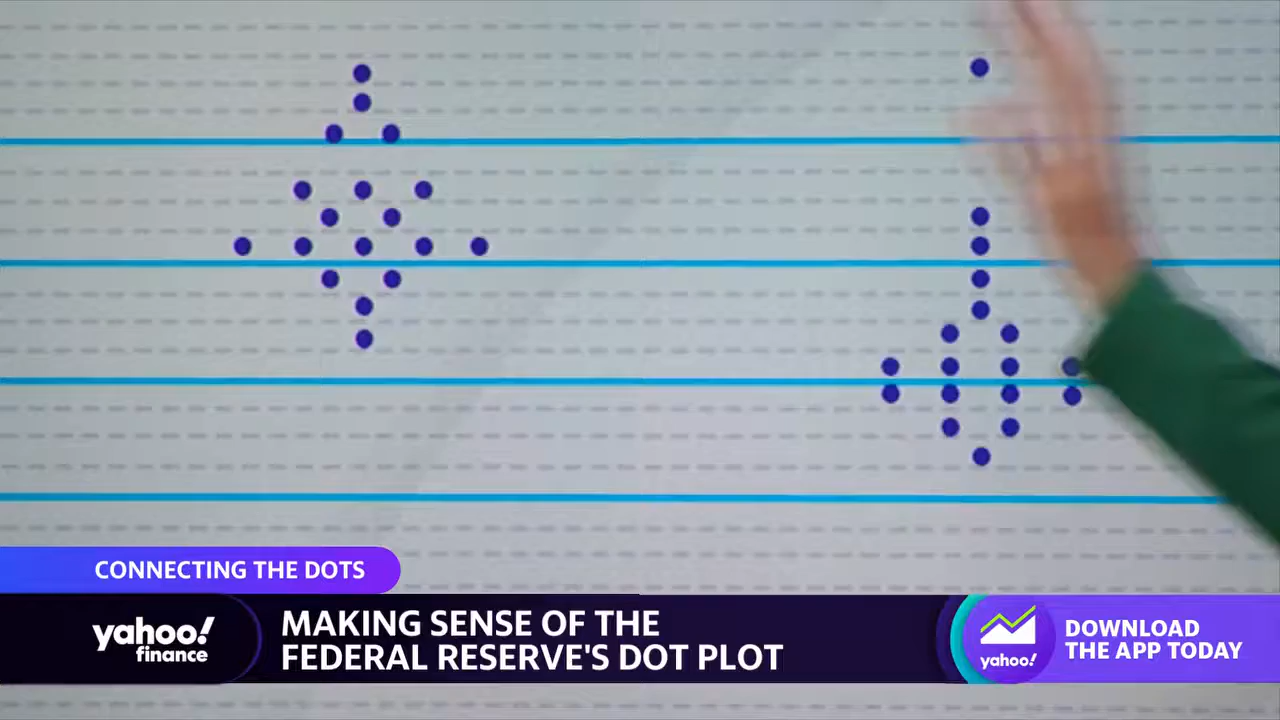 CONNECTING THE DOTS
yahoo!
finance
MAKING SENSE OF THE
FEDERAL RESERVE'S DOT PLOT
yahoo!
DOWNLOAD
THE APP TODAY